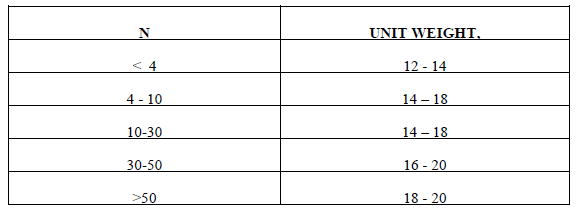 N UNIT WEIGHT,
< 4 12 - 14
4 - 10 14 – 18
10-30 14 – 18
30-50 16 - 20
>50 18 - 20